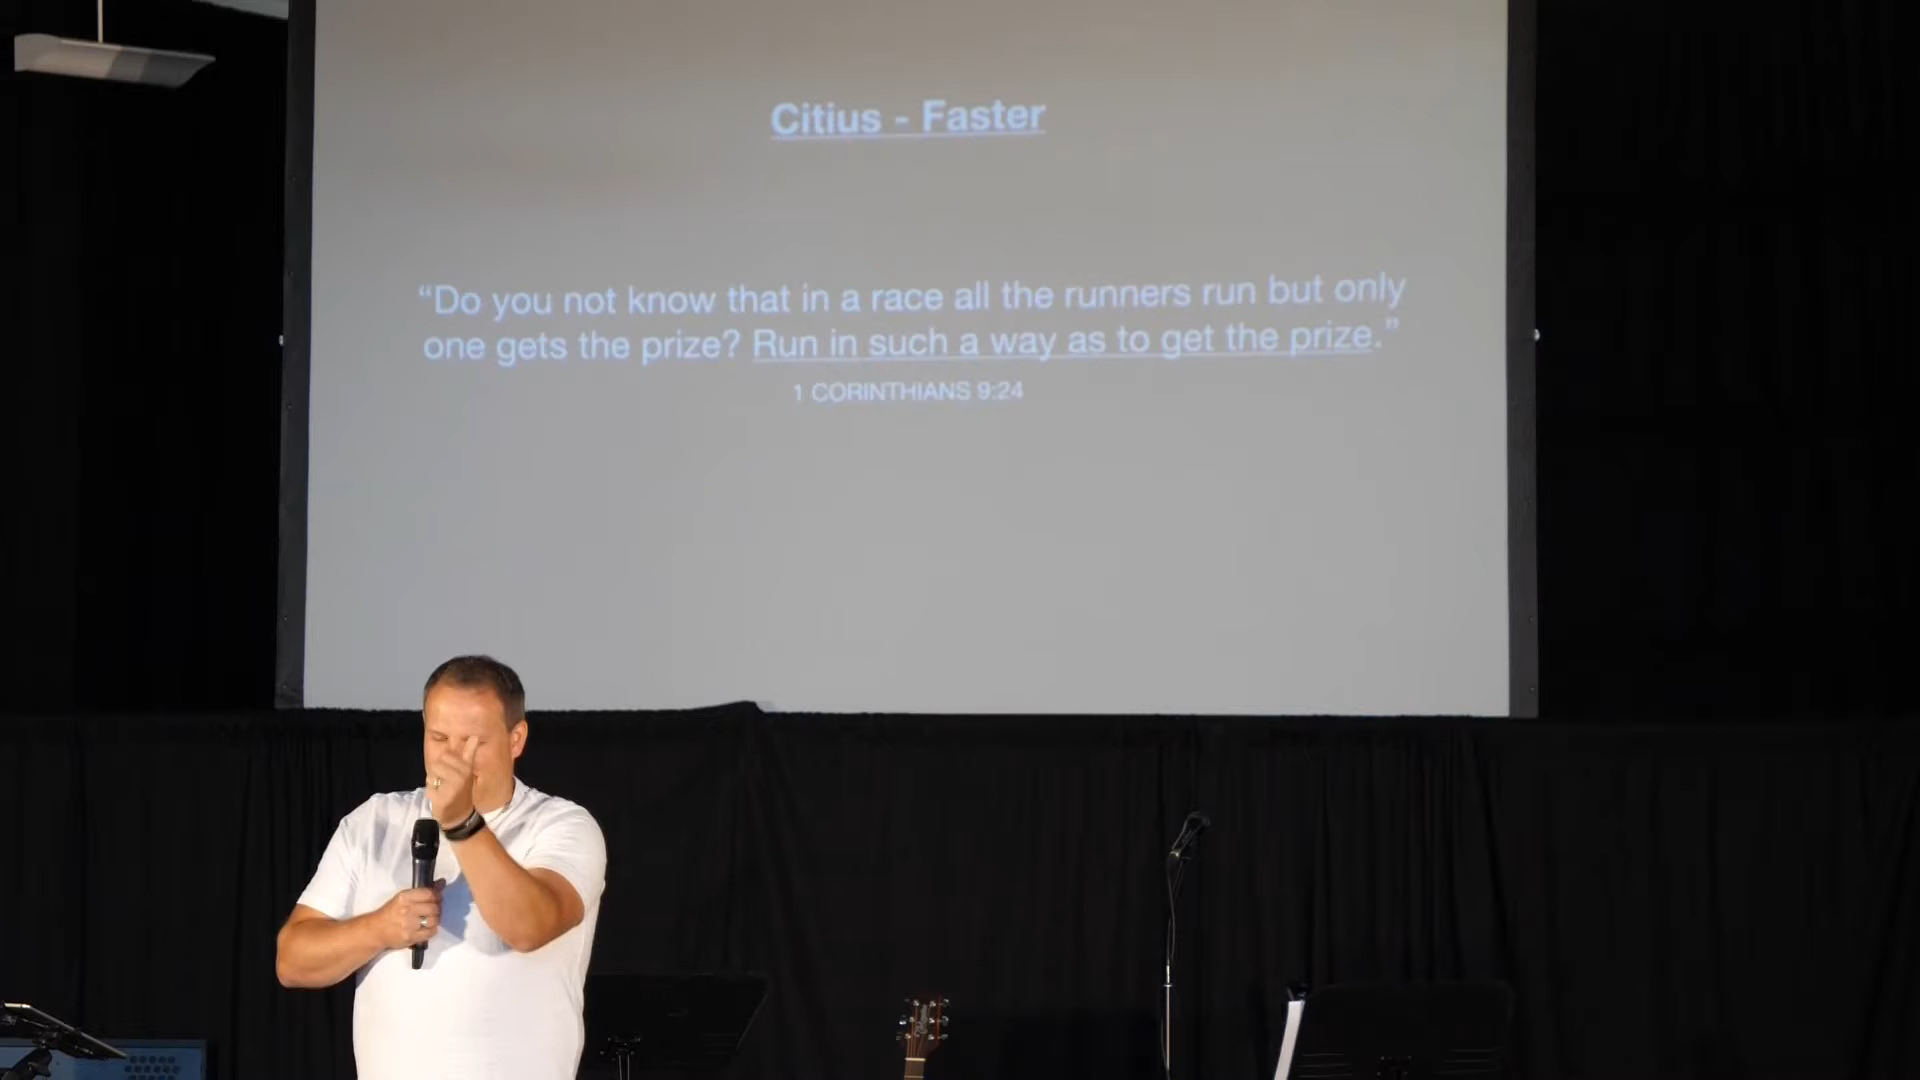 Citius - Faster
“Do you not know that in a race all the runners run but only
one gets the prize? Run in such a way as to get the prize.”
1 CORINTHIANS 9:24